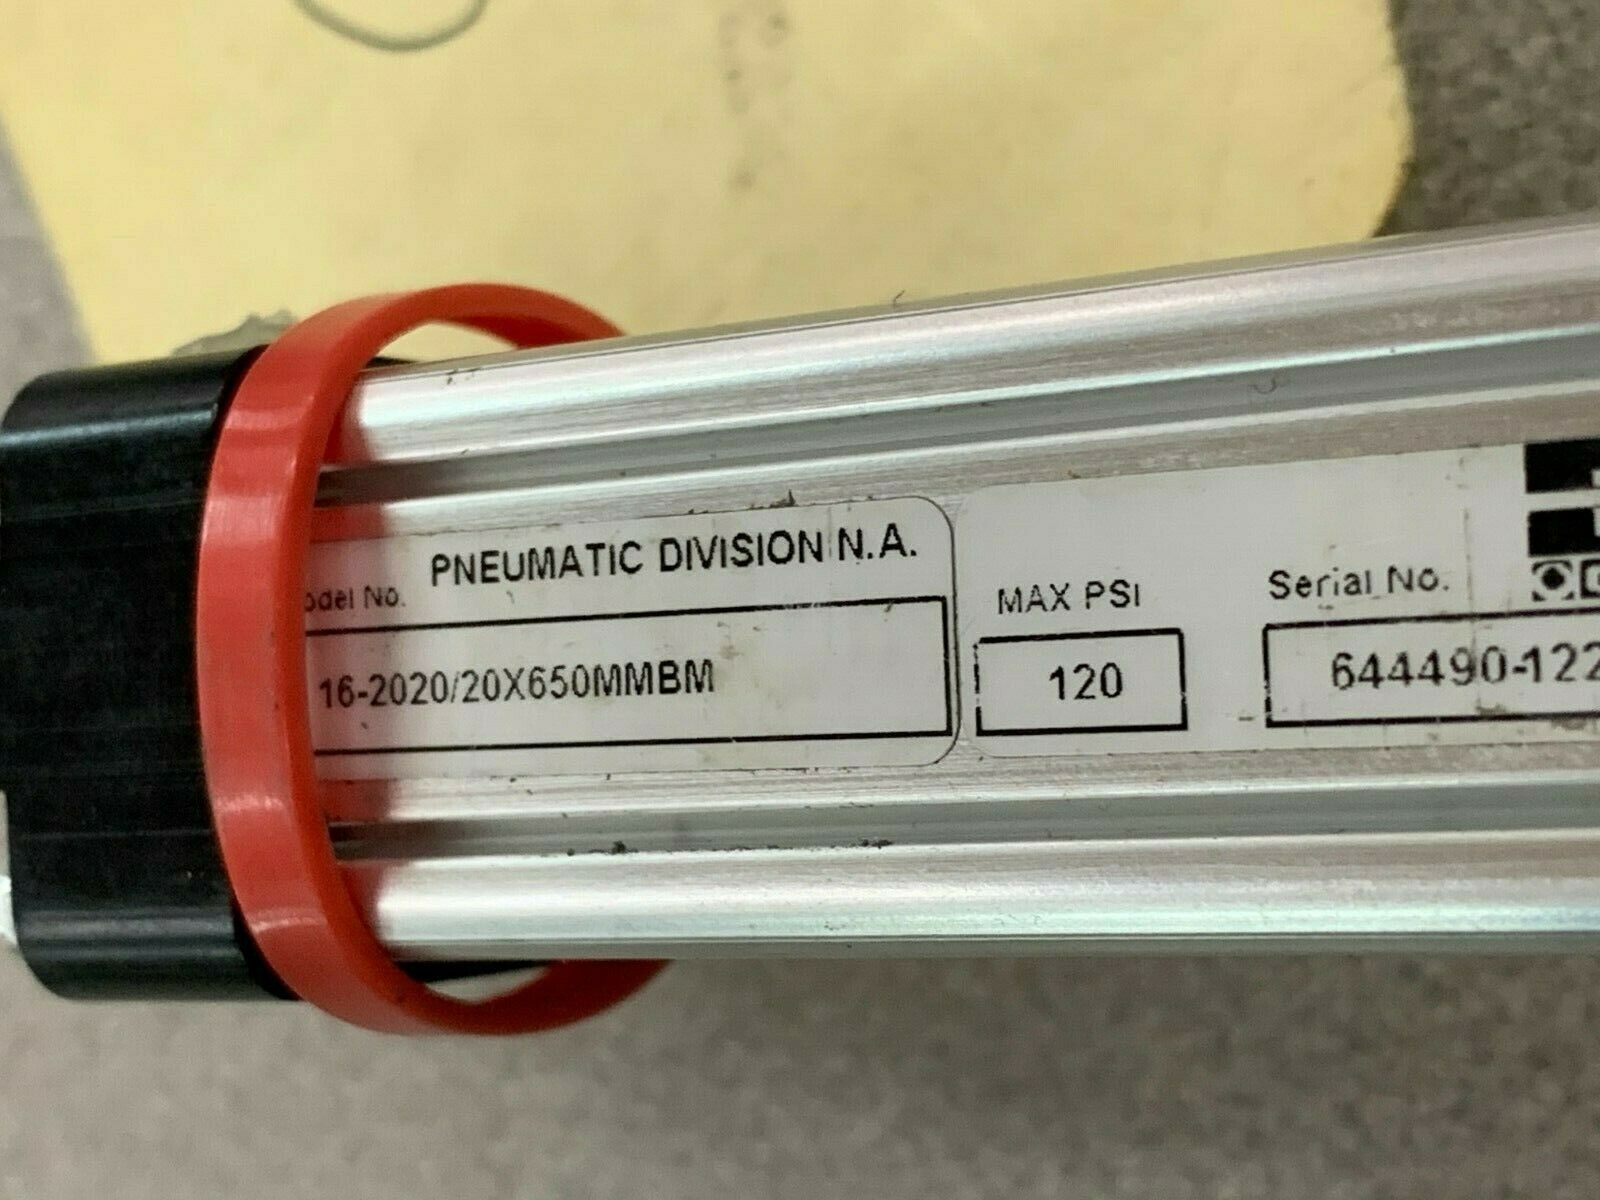 PNEUMATIC DIVISION N.A.
odel No.
16-2020/20X650MMBM
MAX PSI
120
Serial No.
644490-122